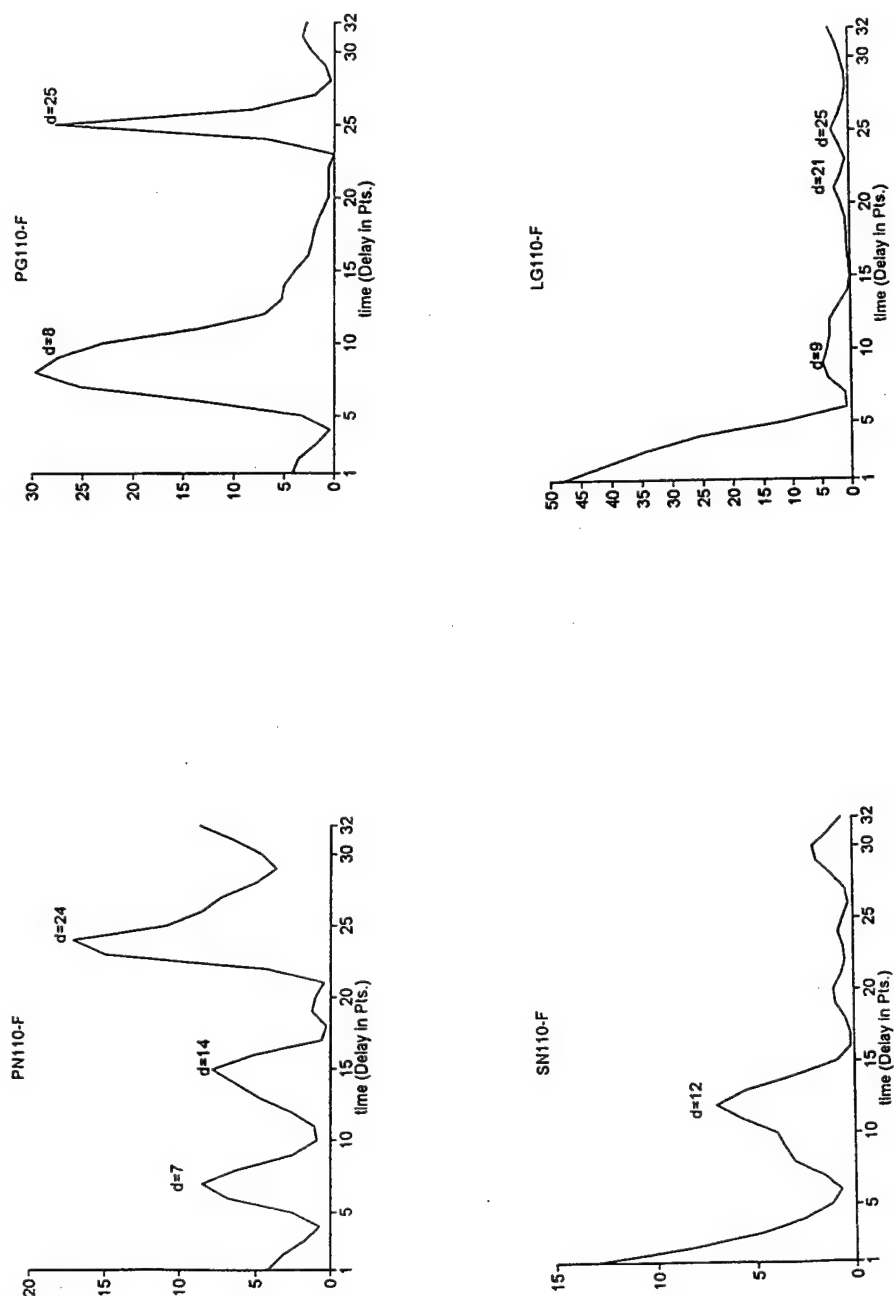 PN110-F
20
15
10
5
0
d=7
d=14
d=24
1 5 10 15 20 25 30 32
time (Delay in Pts.)
PG110-F
30
25
20
15
10
5
0
d=8
d=25
1 5 10 15 20 25 30 32
time (Delay in Pts.)
SN110-F
15
10
5
0
d=12
1 5 10 15 20 25 30 32
time (Delay in Pts.)
LG110-F
50
45
40
35
30
25
20
15
10
5
0
d=9
d=21
d=25
1 5 10 15 20 25 30 32
time (Delay in Pts.)